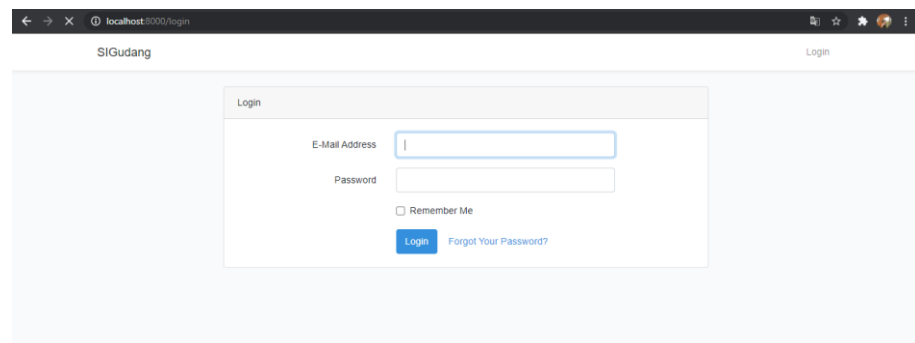 localhost:8000/login
SIGudang
Login
Login
E-Mail Address
Password
Remember Me
Login Forgot Your Password?